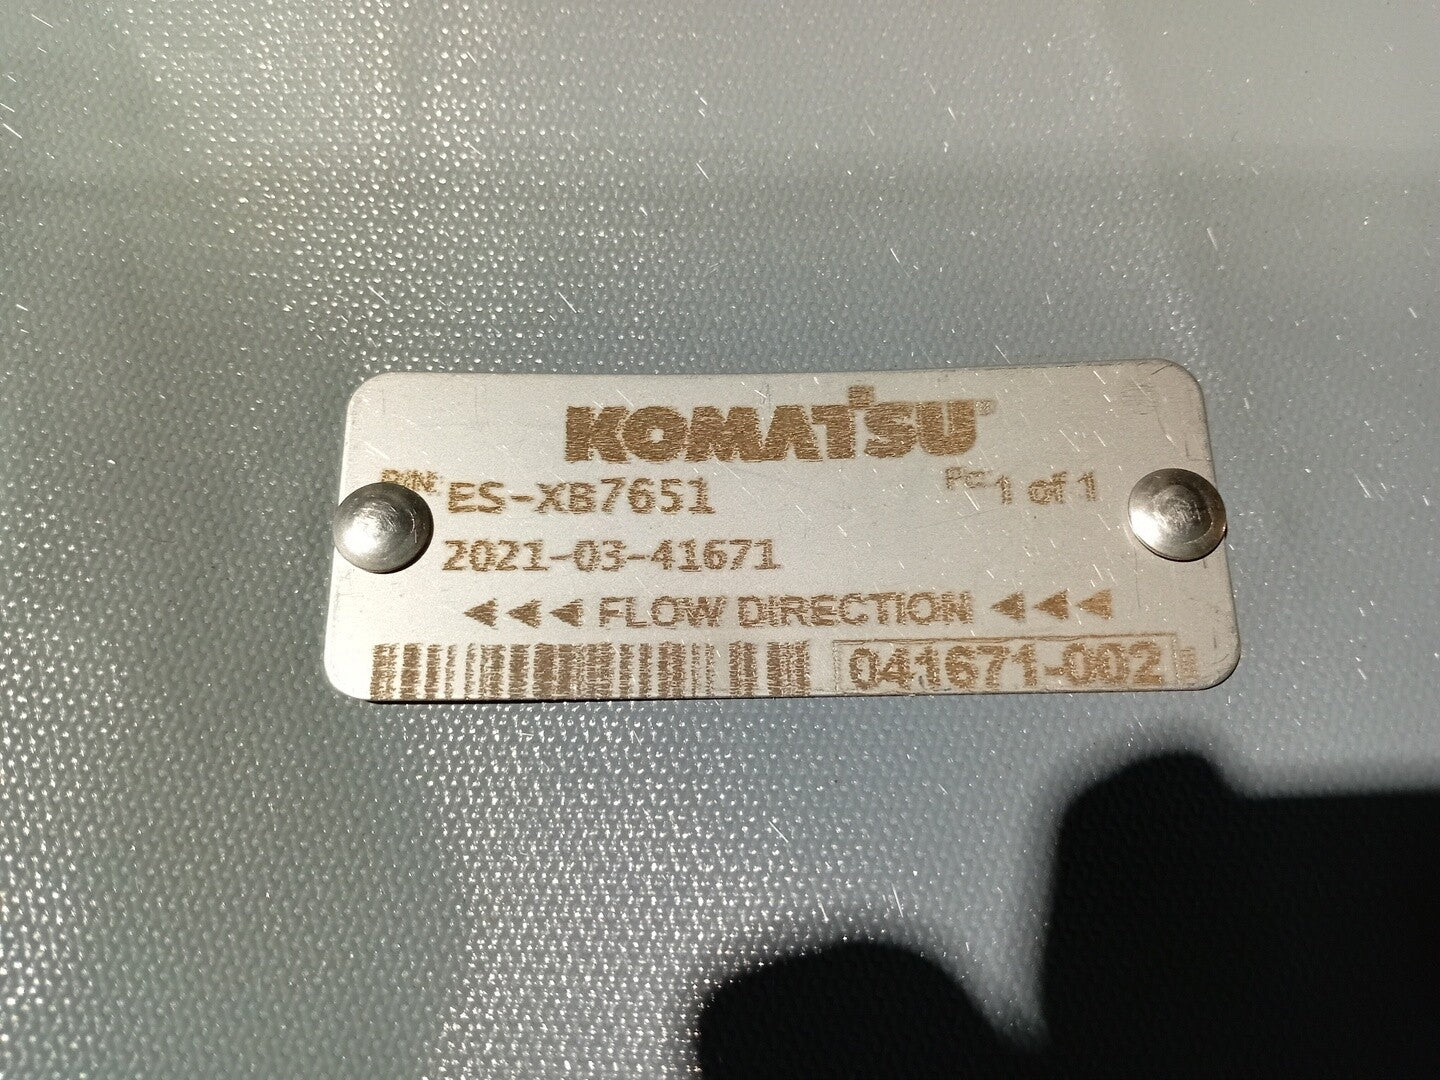 KOMATSU®
P/N: ES-XB7651 Pc: 1 of 1
2021-03-41671
FLOW DIRECTION
041671-002